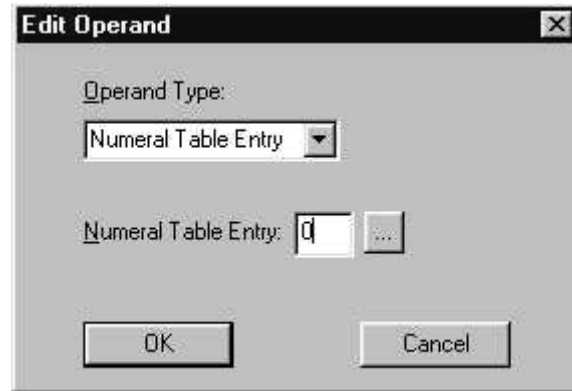 Edit Operand
Operand Type:
Numeral Table Entry
Numeral Table Entry: 0 ...
OK Cancel